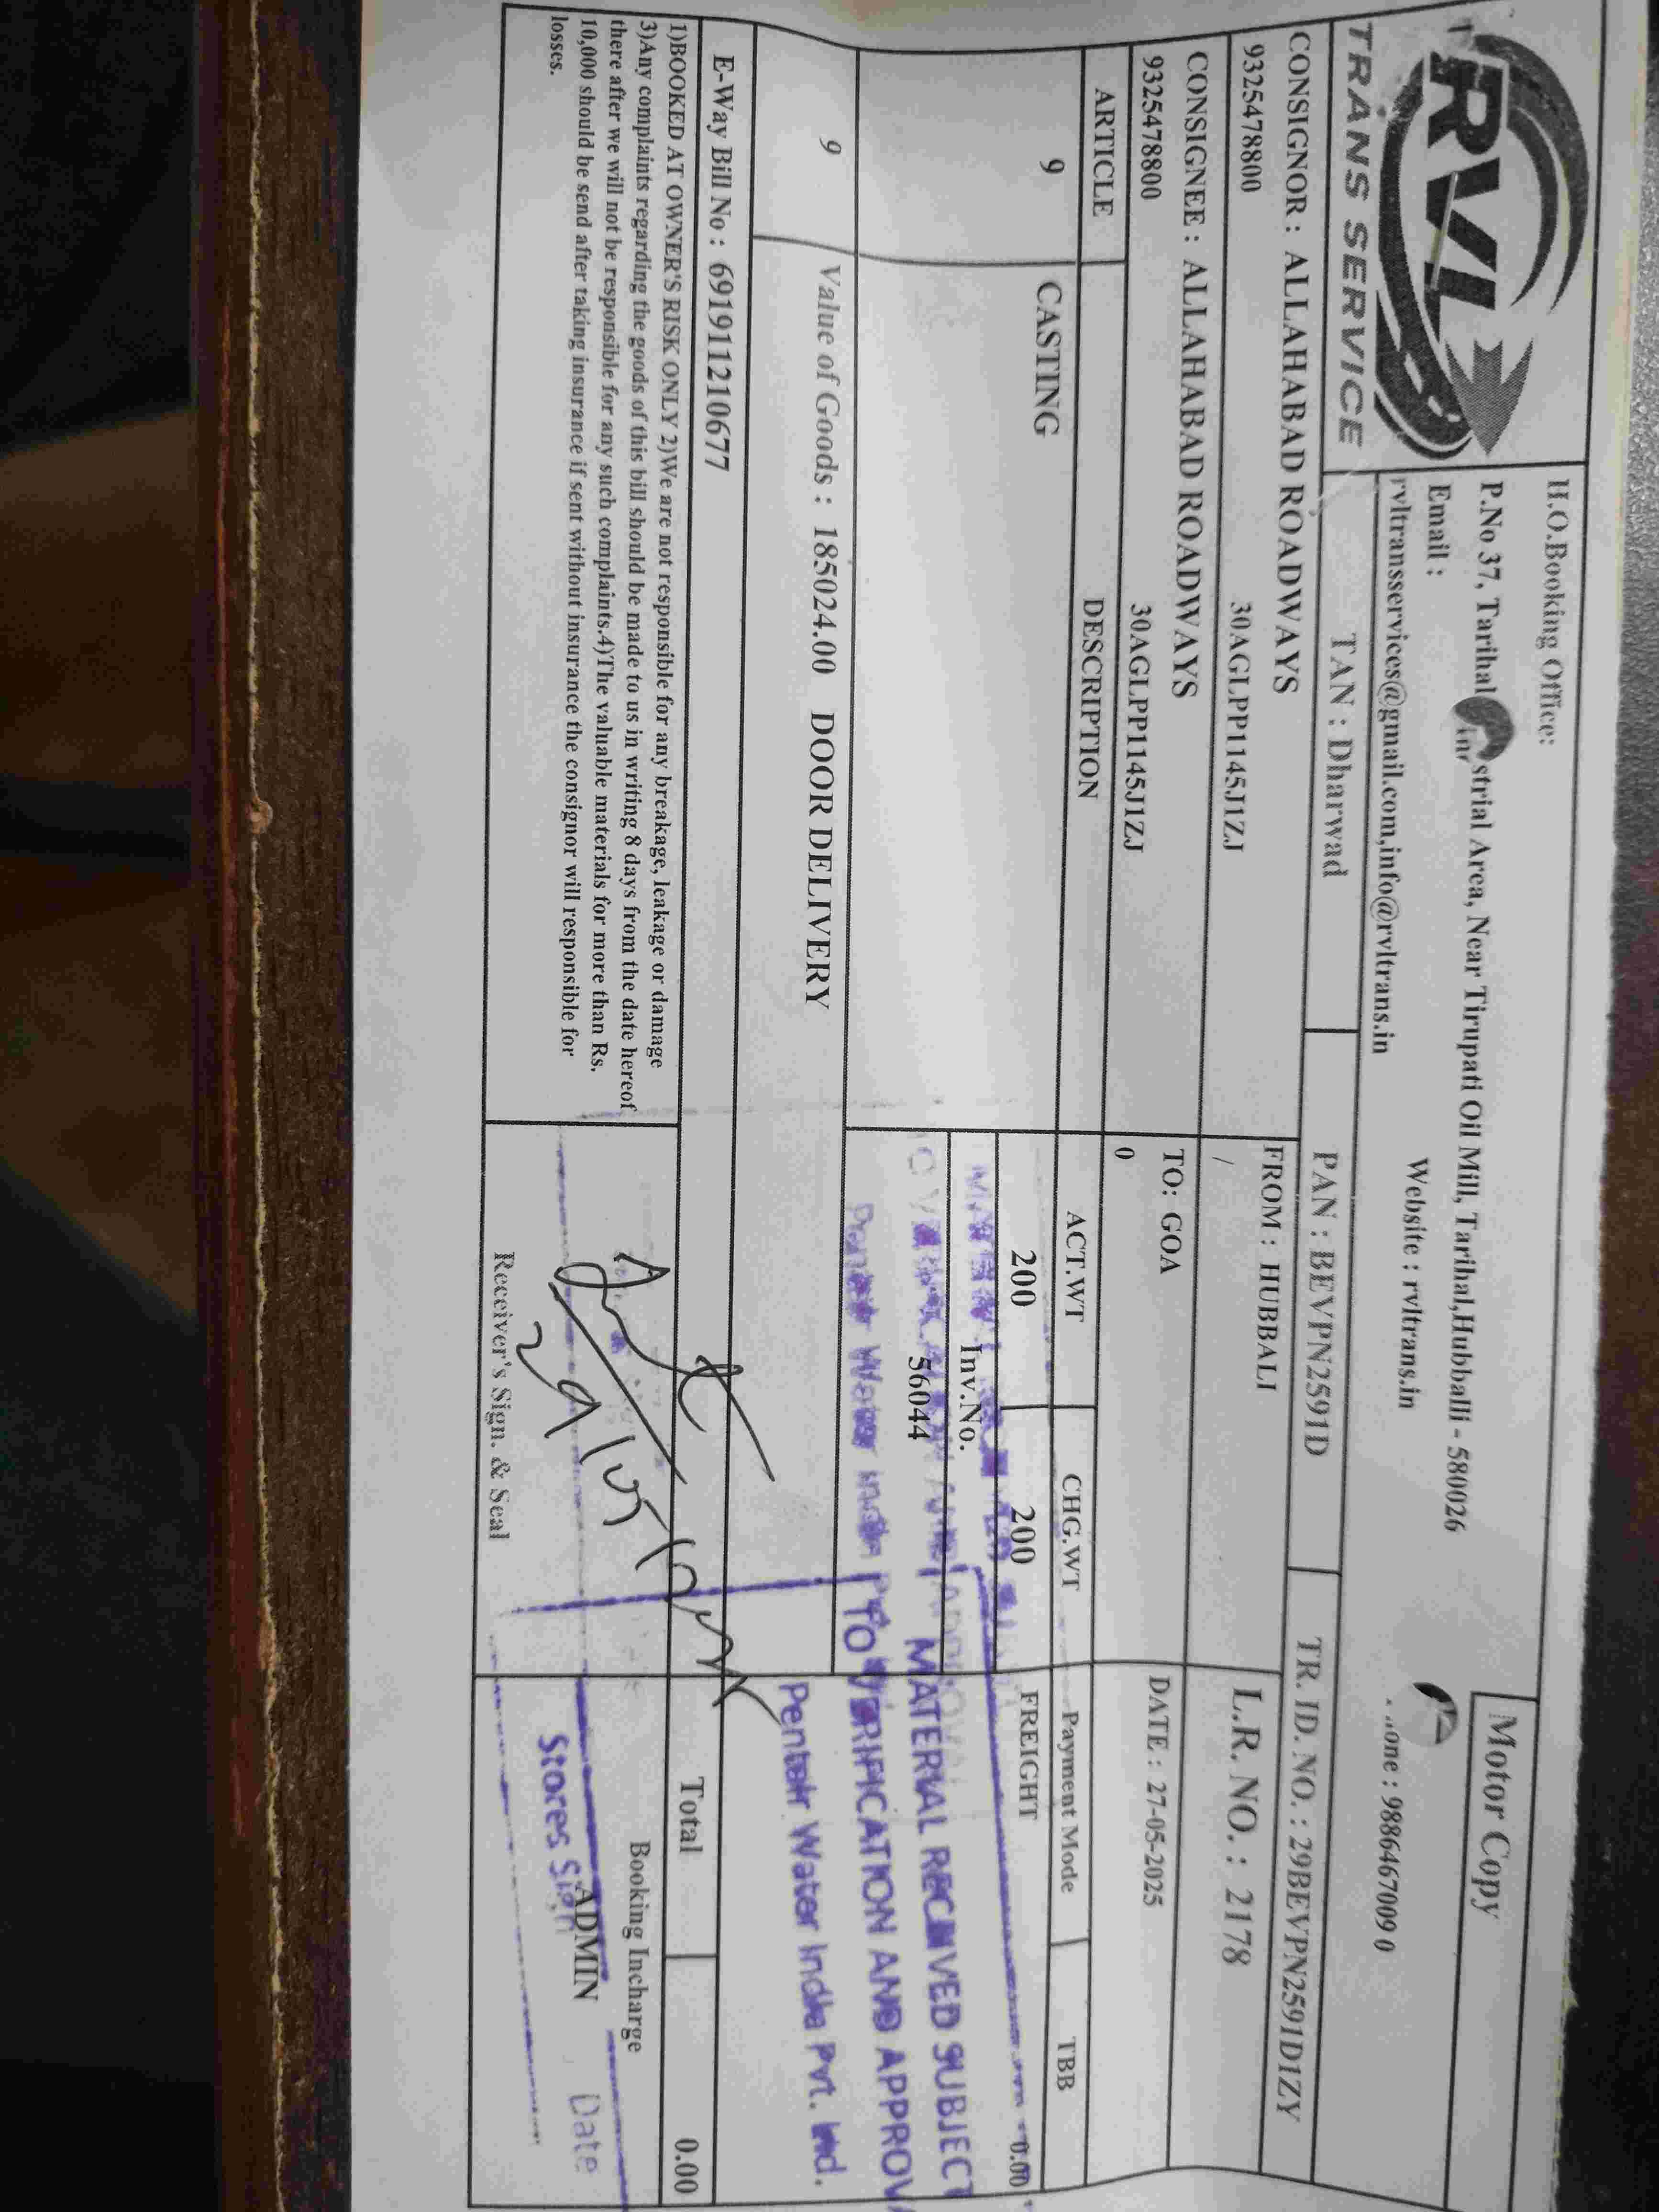 RVL
TRANS SERVICE
H.O.Booking Office:
Motor Copy
P.No 37, Tarihal strial Area, Near Tirupati Oil Mill, Tarihal,Hubballi - 580026
Email :
Website : rvltrans.in
one : 9886467009 0
rvltransservices@gmail.com,info@rvltrans.in
TAN : Dharwad
PAN : BEVPN2591D
TR. ID. NO. : 29BEVPN2591D1ZY
CONSIGNOR : ALLAHABAD ROADWAYS
FROM : HUBBALI
L.R. NO. : 2178
9325478800
30AGLPP1145J1ZJ
/
CONSIGNEE : ALLAHABAD ROADWAYS
TO: GOA
DATE : 27-05-2025
9325478800
30AGLPP1145J1ZJ
0
ARTICLE
DESCRIPTION
ACT.WT
CHG.WT
Payment Mode
TBB
9
CASTING
200
200
FREIGHT
0.00
Inv.No.
56044
MATERIAL RECIVED SUBJECT
TO VERIFICATION AND APPROV
Pentair Water India Pvt. Ltd.
Pentair Water India
9
Value of Goods : 185024.00 DOOR DELIVERY
E-Way Bill No : 691911210677
Total
0.00
1)BOOKED AT OWNER'S RISK ONLY 2)We are not responsible for any breakage, leakage or damage
3)Any complaints regarding the goods of this bill should be made to us in writing 8 days from the date hereof
there after we will not be responsible for any such complaints.4)The valuable materials for more than Rs.
10,000 should be send after taking insurance if sent without insurance the consignor will responsible for
losses.
Booking Incharge
ADMIN
Stores Sign
Date
Receiver's Sign. & Seal